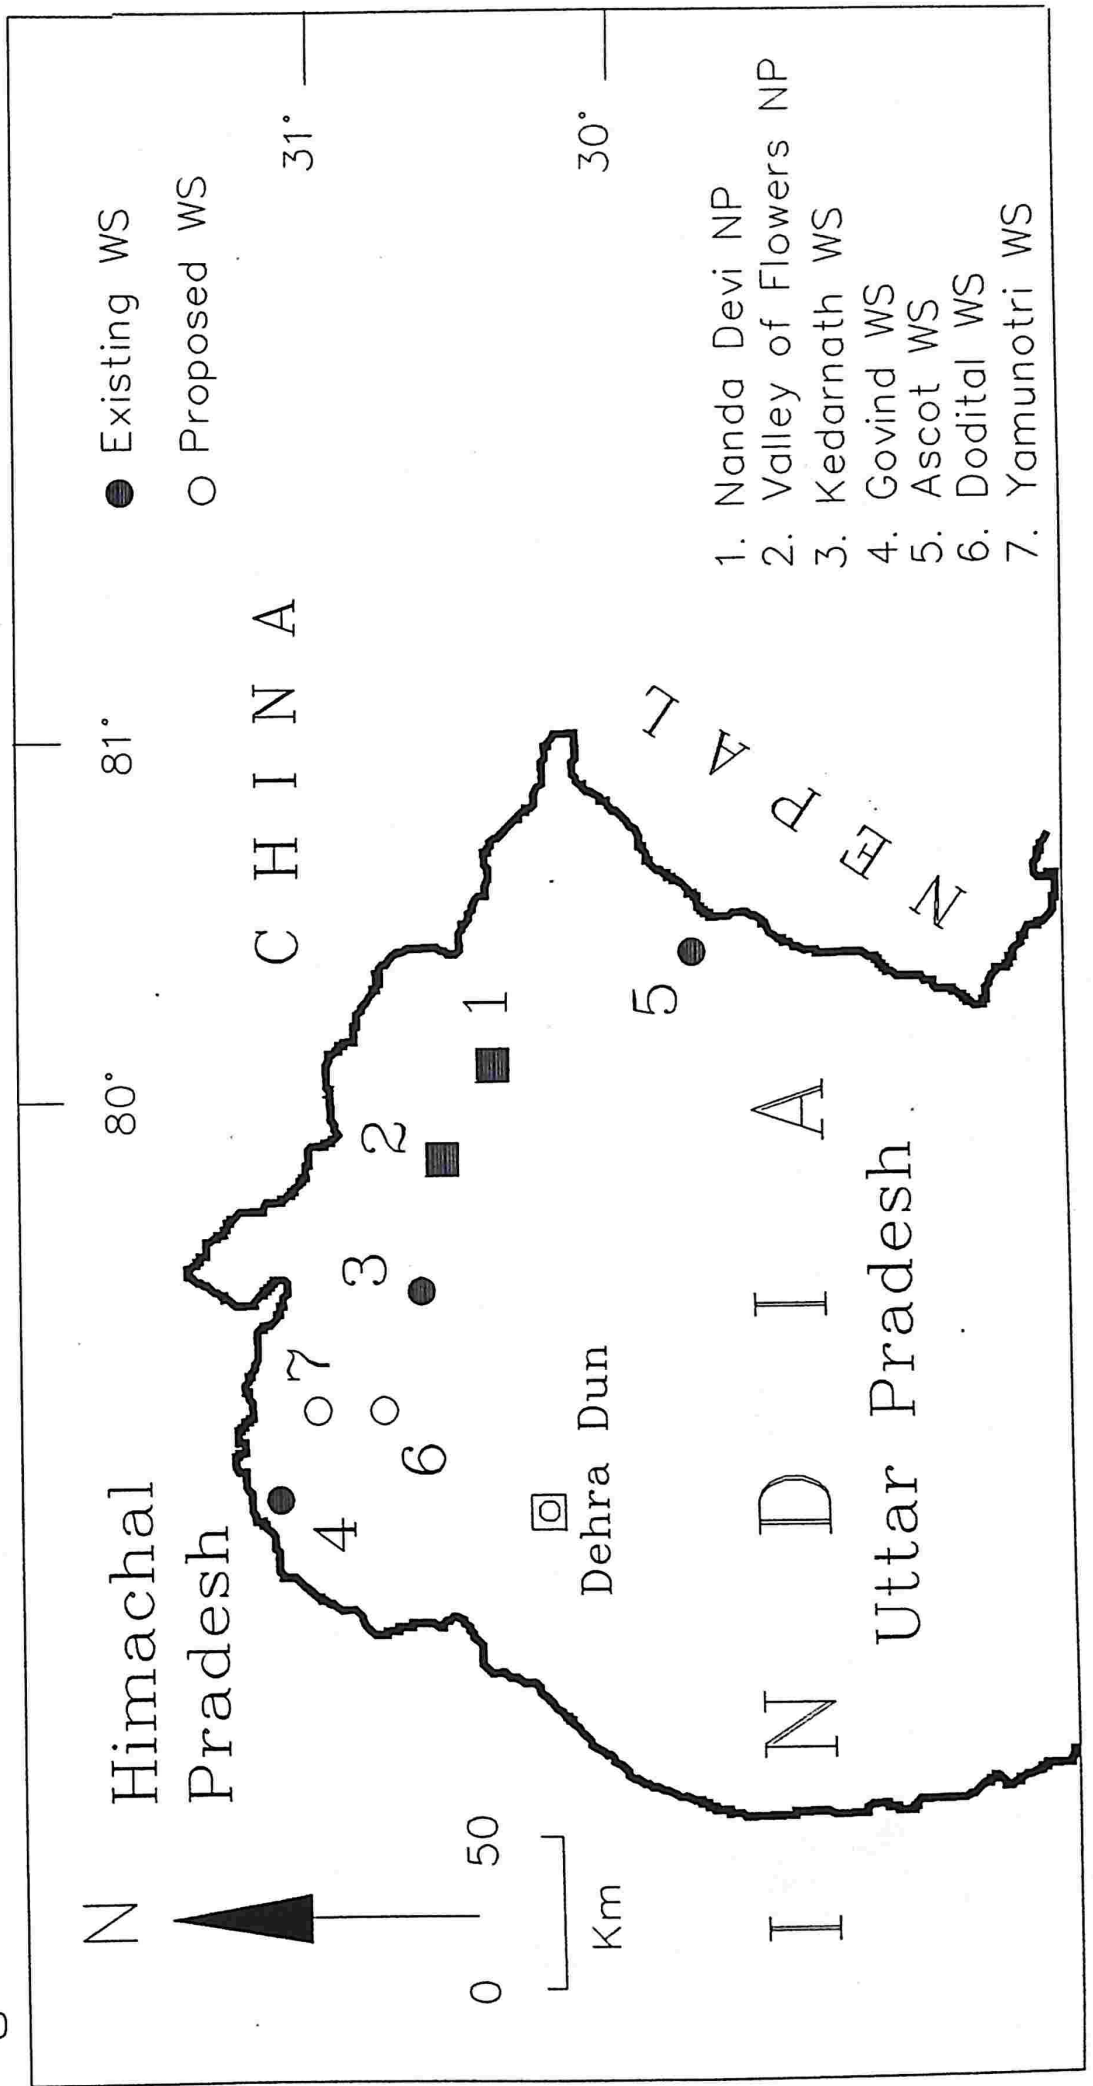 N
Himachal
Pradesh
80°
81°
● Existing WS
○ Proposed WS
C H I N A
31°
30°
4
7
6
3
2
1
5
0 50
Km
Dehra Dun
N E P A L
I N D I A
Uttar Pradesh
1. Nanda Devi NP
2. Valley of Flowers NP
3. Kedarnath WS
4. Govind WS
5. Ascot WS
6. Dodital WS
7. Yamunotri WS